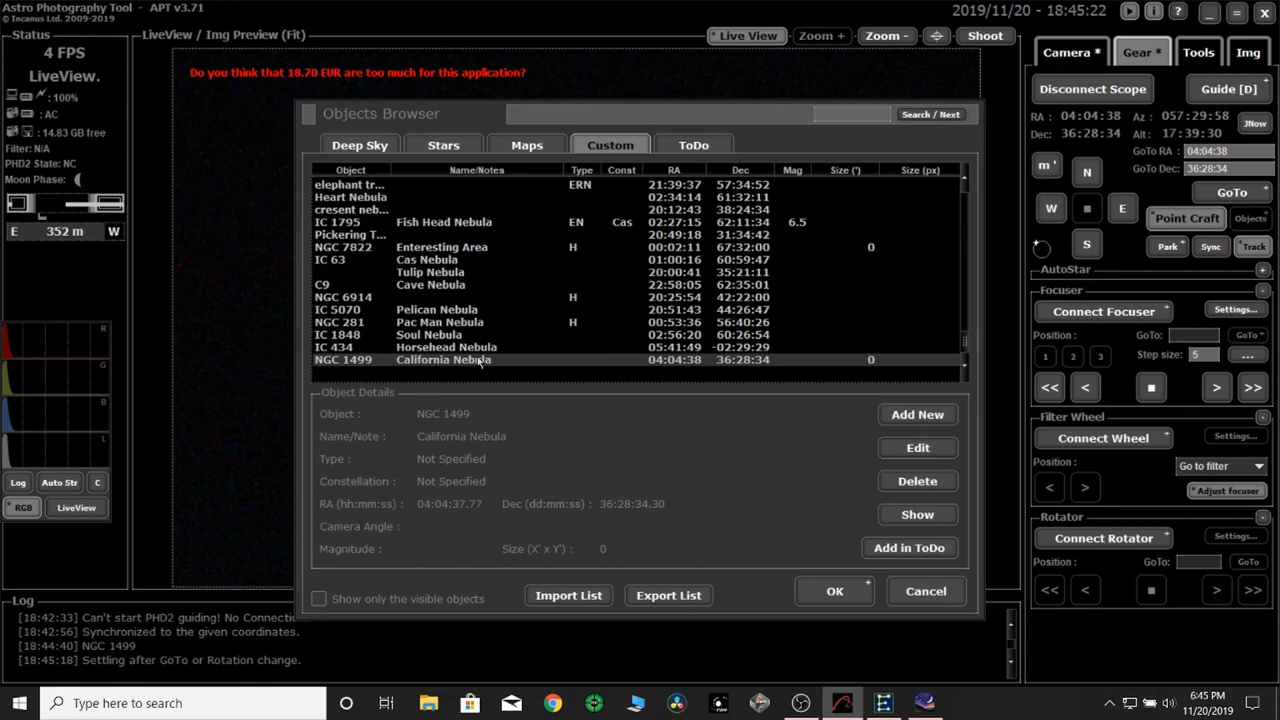 Astro Photography Tool - APT v3.71
© Incanus Ltd. 2009-2019
2019/11/20 - 18:45:22
Status
4 FPS
LiveView.
: 100%
: AC
: 14.83 GB free
Filter: N/A
PHD2 State: NC
Moon Phase:
E 352 m W
R
G
B
L
Log Auto Str C
RGB LiveView
LiveView / Img Preview (Fit)
Live View Zoom + Zoom - Shoot
Do you think that 18.70 EUR are too much for this application?
Objects Browser
Search / Next
Deep Sky Stars Maps Custom ToDo
Object Name/Notes Type Const RA Dec Mag Size (') Size (px)
elephant tr... ERN 21:39:37 57:34:52
Heart Nebula 02:34:14 61:32:11
cresent neb... 20:12:43 38:24:34
IC 1795 Fish Head Nebula EN Cas 02:27:15 62:11:34 6.5
Pickering T... 20:49:18 31:34:42
NGC 7822 Enteresting Area H 00:02:11 67:32:00 0
IC 63 Cas Nebula 01:00:16 60:59:47
Tulip Nebula 20:00:41 35:21:11
C9 Cave Nebula 22:58:05 62:35:01
NGC 6914 H 20:25:54 42:22:00
IC 5070 Pelican Nebula 20:51:43 44:26:47
NGC 281 Pac Man Nebula H 00:53:36 56:40:26
IC 1848 Soul Nebula 02:56:20 60:26:54
IC 434 Horsehead Nebula 05:41:49 -02:29:29
NGC 1499 California Nebula 04:04:38 36:28:34 0
Object Details
Object : NGC 1499
Name/Note : California Nebula
Type : Not Specified
Constellation : Not Specified
RA (hh:mm:ss) : 04:04:37.77 Dec (dd:mm:ss) : 36:28:34.30
Camera Angle :
Magnitude : Size (X' x Y') : 0
Add New
Edit
Delete
Show
Add in ToDo
Show only the visible objects Import List Export List OK Cancel
Camera * Gear * Tools Img
Disconnect Scope Guide [D]
RA : 04:04:38 Az : 057:29:58
Dec: 36:28:34 Alt : 17:39:30
JNow
GoTo RA : 04:04:38
GoTo Dec: 36:28:34
m' N GoTo
W E Point Craft Objects
S Park Sync Track
AutoStar
Focuser
Connect Focuser Settings...
Position : GoTo: GoTo
1 2 3 Step size: 5 ...
<< < > >>
Filter Wheel
Connect Wheel Settings...
Position : Go to filter
< > Adjust focuser
Rotator
Connect Rotator Settings...
Position : GoTo: GoTo
<< < > >>
Log
[18:42:33] Can't start PHD2 guiding! No Connectio...
[18:42:56] Synchronized to the given coordinates.
[18:44:40] NGC 1499
[18:45:18] Settling after GoTo or Rotation change.
Type here to search
6:45 PM
11/20/2019